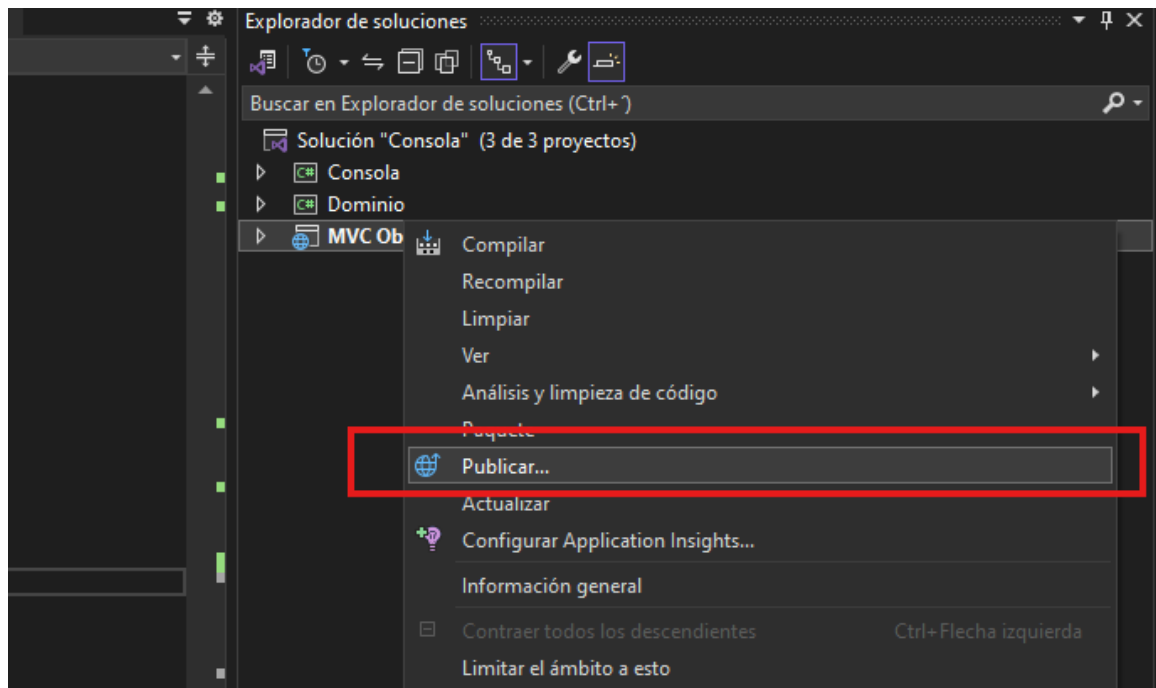 Explorador de soluciones
Buscar en Explorador de soluciones (Ctrl+´)
Solución "Consola" (3 de 3 proyectos)
C# Consola
C# Dominio
MVC Ob
Compilar
Recompilar
Limpiar
Ver
Análisis y limpieza de código
Paquete
Publicar...
Actualizar
Configurar Application Insights...
Información general
Contraer todos los descendientes Ctrl+Flecha izquierda
Limitar el ámbito a esto